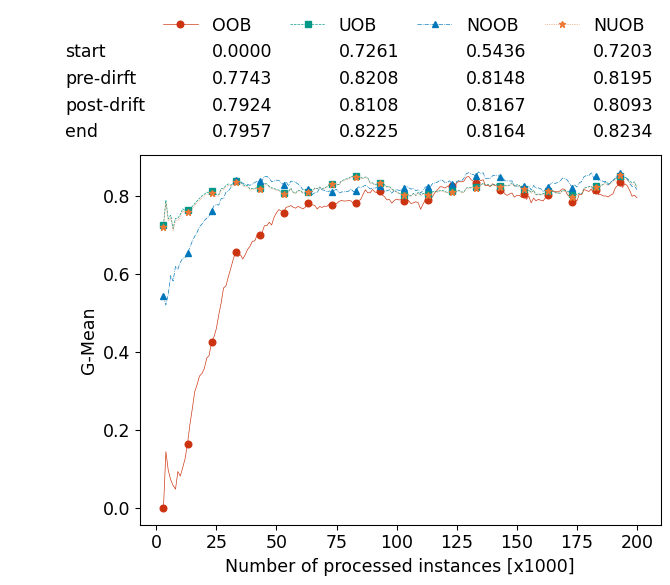 OOB UOB NOOB NUOB
start 0.0000 0.7261 0.5436 0.7203
pre-dirft 0.7743 0.8208 0.8148 0.8195
post-drift 0.7924 0.8108 0.8167 0.8093
end 0.7957 0.8225 0.8164 0.8234
0.8
0.6
0.4
0.2
0.0
G-Mean
0 25 50 75 100 125 150 175 200
Number of processed instances [x1000]